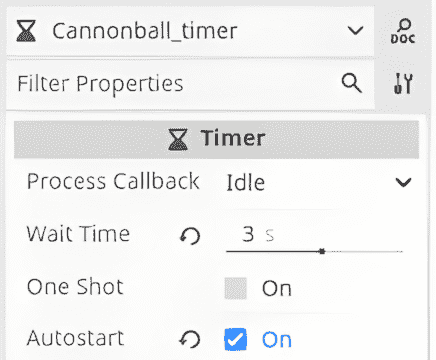 Cannonball_timer
DOC
Filter Properties
Timer
Process Callback Idle
Wait Time 3 s
One Shot On
Autostart On